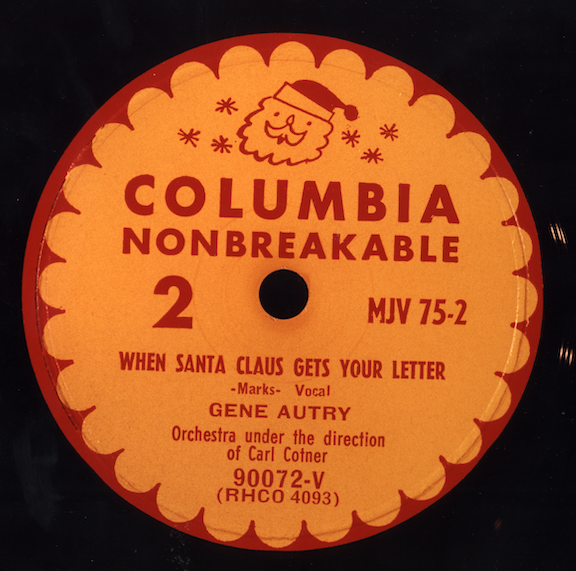 COLUMBIA
NONBREAKABLE
2 MJV 75-2
WHEN SANTA CLAUS GETS YOUR LETTER
-Marks- Vocal
GENE AUTRY
Orchestra under the direction
of Carl Cotner
90072-V
(RHCO 4093)